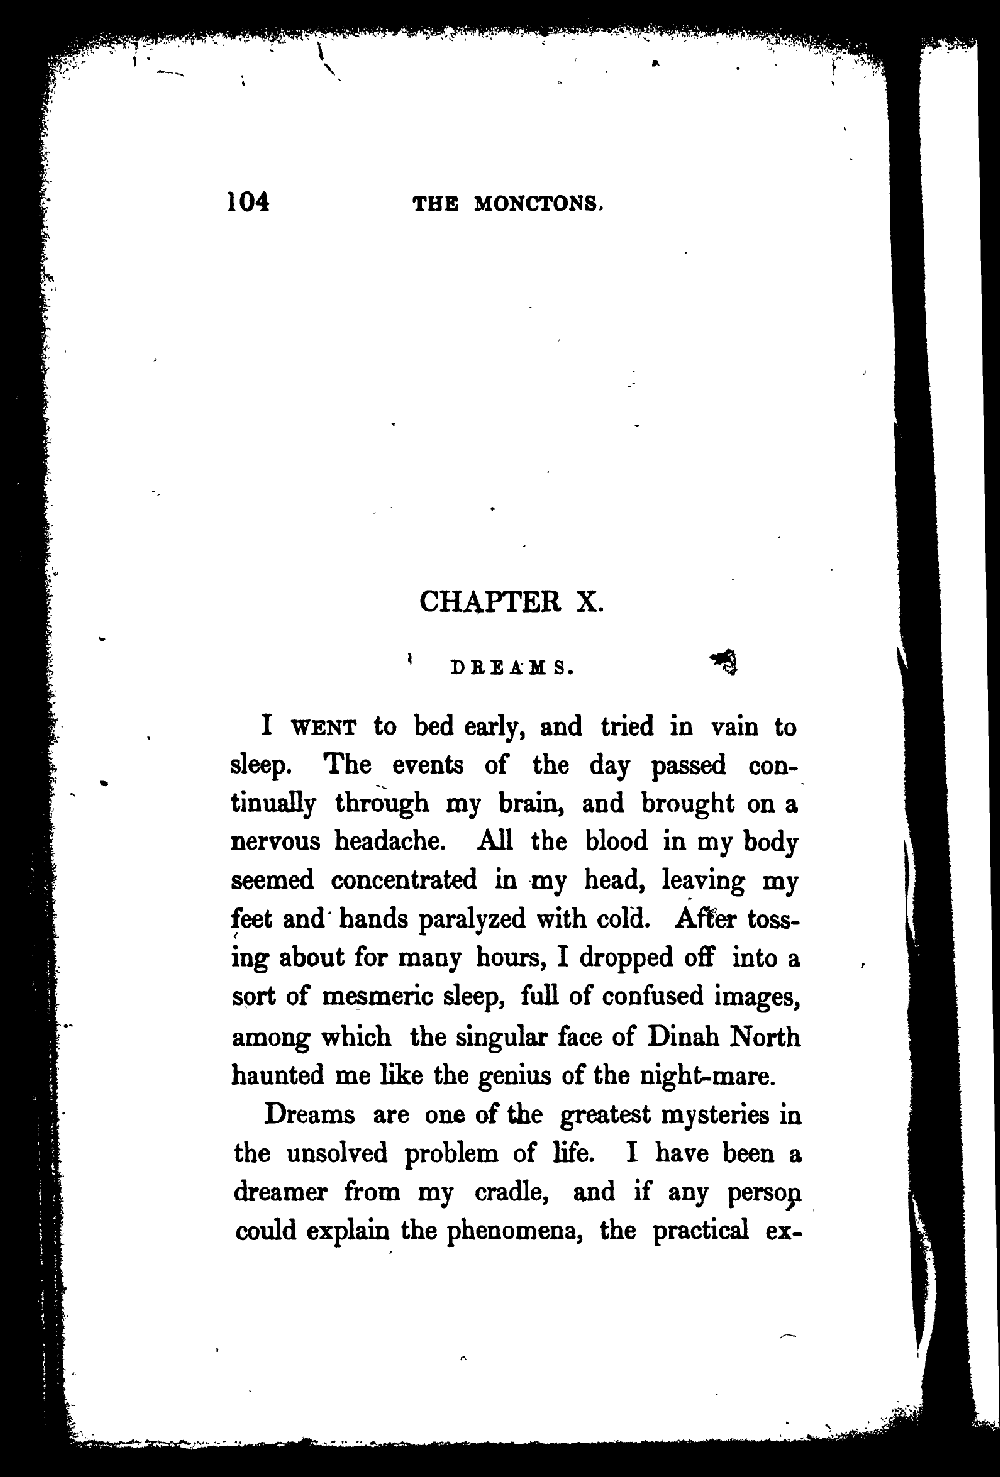 104 THE MONCTONS.
CHAPTER X.
DREAMS.
I WENT to bed early, and tried in vain to
sleep. The events of the day passed con-
tinually through my brain, and brought on a
nervous headache. All the blood in my body
seemed concentrated in my head, leaving my
feet and hands paralyzed with cold. After toss-
ing about for many hours, I dropped off into a
sort of mesmeric sleep, full of confused images,
among which the singular face of Dinah North
haunted me like the genius of the night-mare.
Dreams are one of the greatest mysteries in
the unsolved problem of life. I have been a
dreamer from my cradle, and if any person
could explain the phenomena, the practical ex-